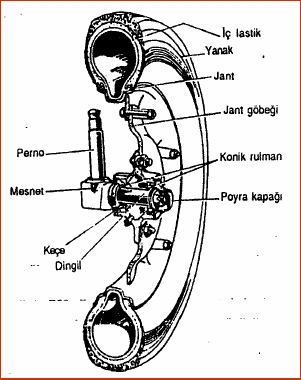 İç lastik
Yanak
Jant
Jant göbeği
Perno
Konik rulman
Mesnet
Poyra kapağı
Keçe
Dingil